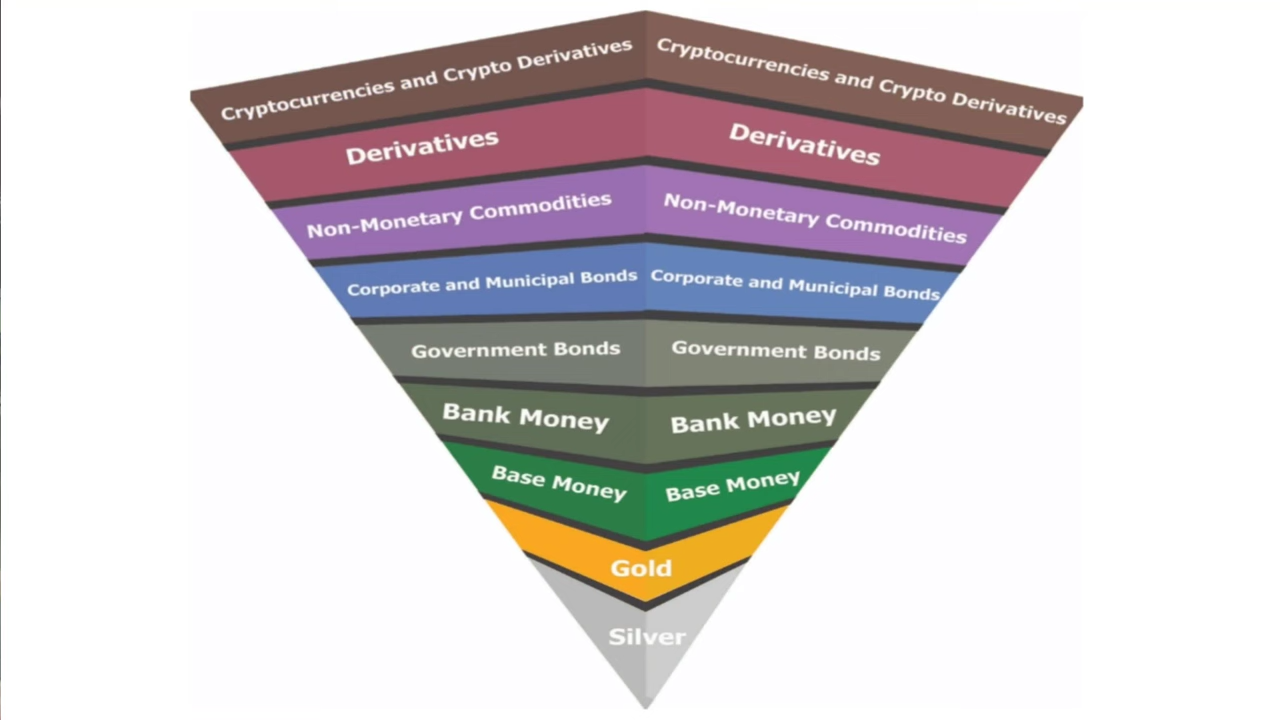 Cryptocurrencies and Crypto Derivatives
Cryptocurrencies and Crypto Derivatives
Derivatives
Derivatives
Non-Monetary Commodities
Non-Monetary Commodities
Corporate and Municipal Bonds
Corporate and Municipal Bonds
Government Bonds
Government Bonds
Bank Money
Bank Money
Base Money
Base Money
Gold
Silver